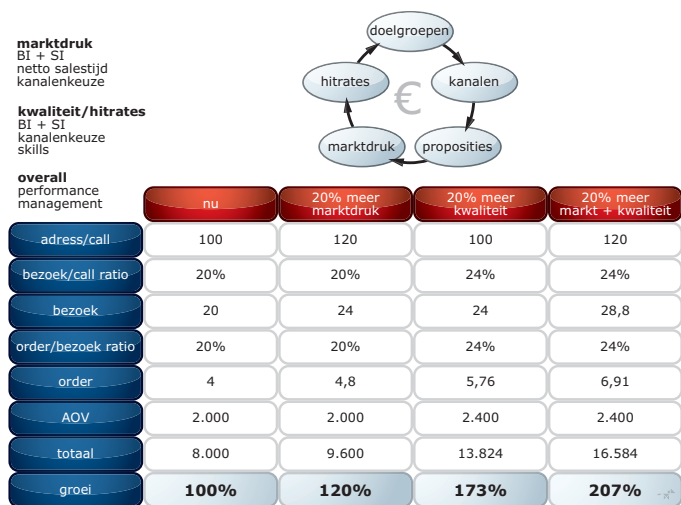 marktdruk
BI + SI
netto salestijd
kanalenkeuze
kwaliteit/hitrates
BI + SI
kanalenkeuze
skills
overall
performance
management
doelgroepen
hitrates
€
kanalen
marktdruk
proposities
nu
20% meer
marktdruk
20% meer
kwaliteit
20% meer
markt + kwaliteit
adress/call 100 120 100 120
bezoek/call ratio 20% 20% 24% 24%
bezoek 20 24 24 28,8
order/bezoek ratio 20% 20% 24% 24%
order 4 4,8 5,76 6,91
AOV 2.000 2.000 2.400 2.400
totaal 8.000 9.600 13.824 16.584
groei 100% 120% 173% 207%